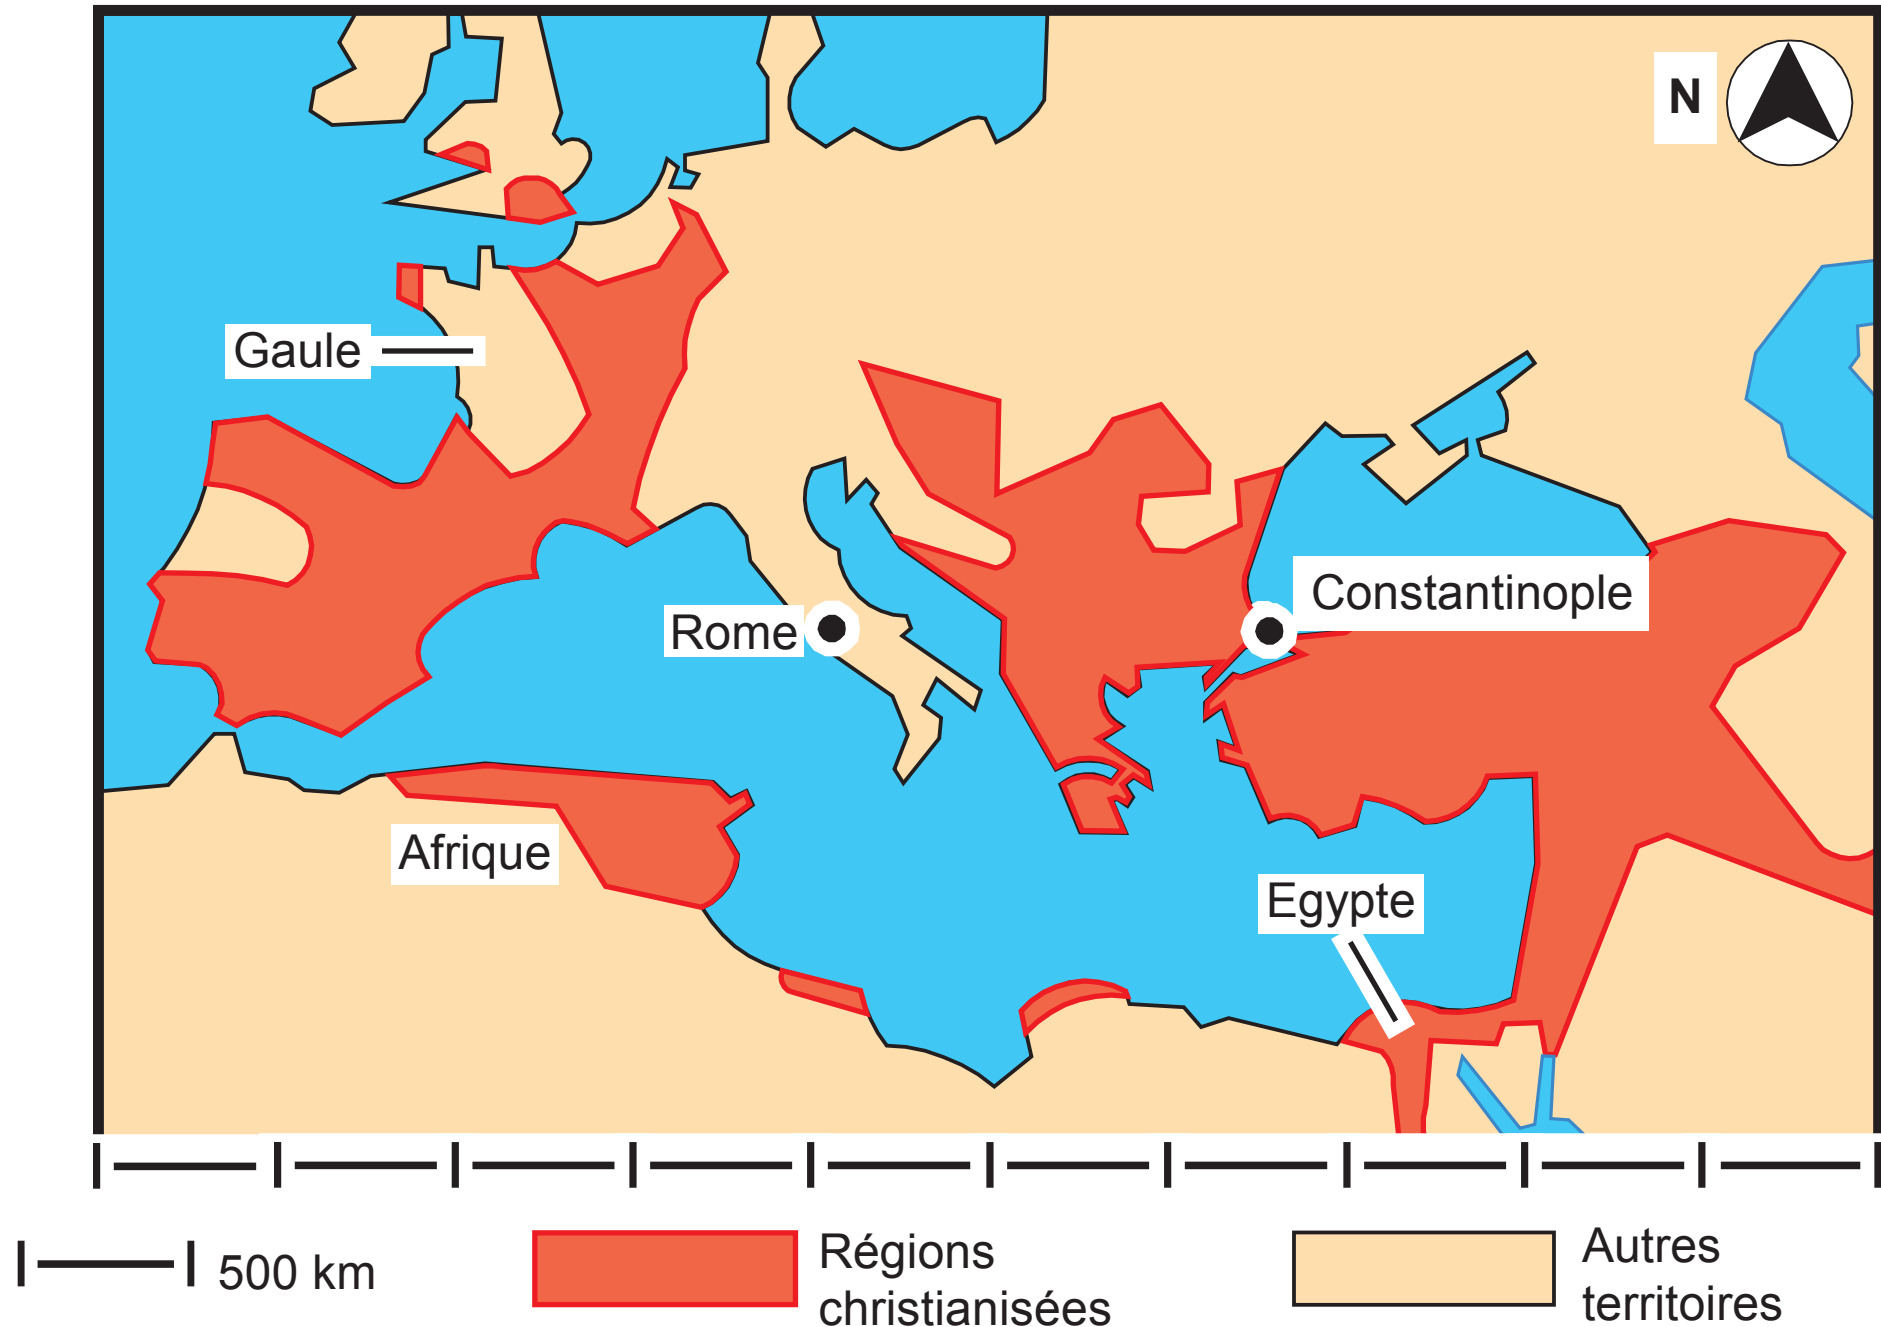 N
Gaule
Constantinople
Rome
Afrique
Egypte
500 km
Régions
christianisées
Autres
territoires